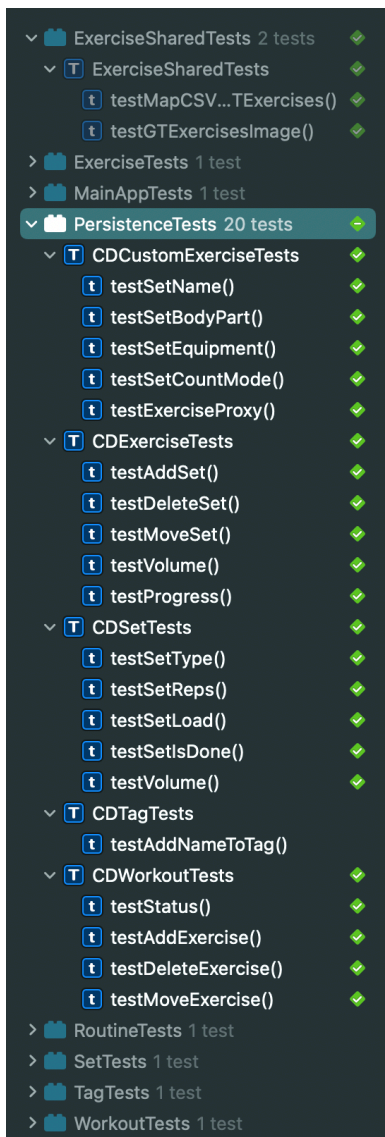 ExerciseSharedTests 2 tests
T ExerciseSharedTests
t testMapCSV...TExercises()
t testGTExercisesImage()
ExerciseTests 1 test
MainAppTests 1 test
PersistenceTests 20 tests
T CDCustomExerciseTests
t testSetName()
t testSetBodyPart()
t testSetEquipment()
t testSetCountMode()
t testExerciseProxy()
T CDExerciseTests
t testAddSet()
t testDeleteSet()
t testMoveSet()
t testVolume()
t testProgress()
T CDSetTests
t testSetType()
t testSetReps()
t testSetLoad()
t testSetIsDone()
t testVolume()
T CDTagTests
t testAddNameToTag()
T CDWorkoutTests
t testStatus()
t testAddExercise()
t testDeleteExercise()
t testMoveExercise()
RoutineTests 1 test
SetTests 1 test
TagTests 1 test
WorkoutTests 1 test